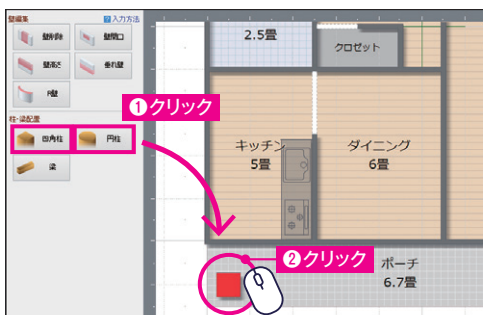 壁編集
?入力方法
壁削除
壁開口
壁高さ
垂れ壁
R壁
柱・梁配置
四角柱
円柱
梁
①クリック
2.5畳
クロゼット
キッチン
5畳
ダイニング
6畳
②クリック
ポーチ
6.7畳